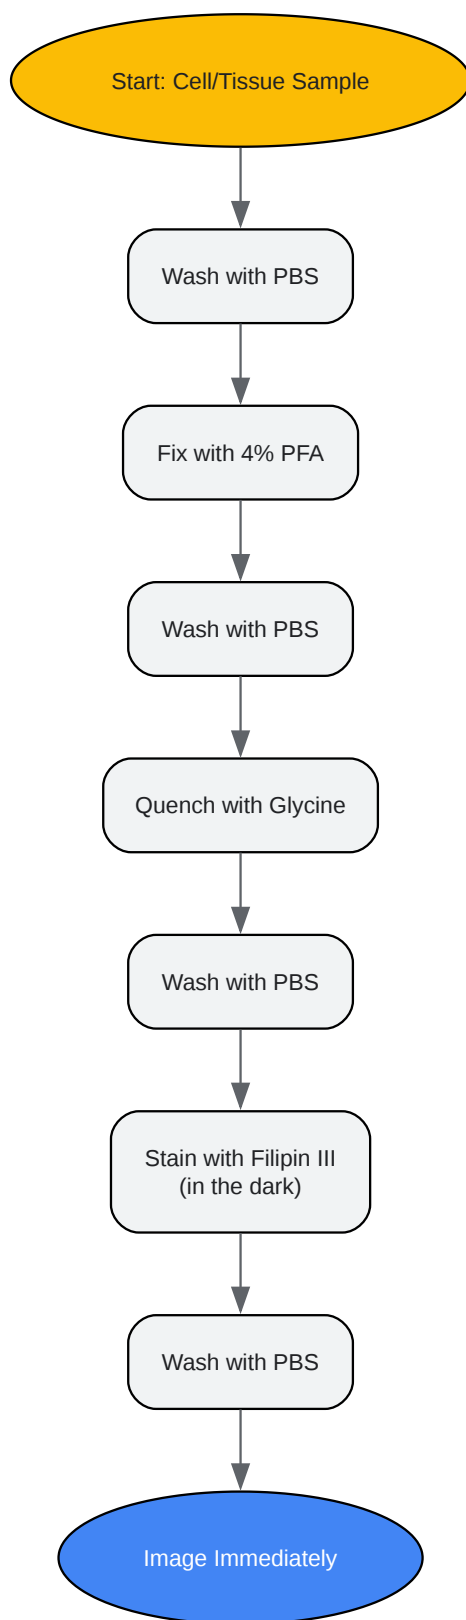 Start: Cell/Tissue Sample
Wash with PBS
Fix with 4% PFA
Wash with PBS
Quench with Glycine
Wash with PBS
Stain with Filipin III
(in the dark)
Wash with PBS
Image Immediately